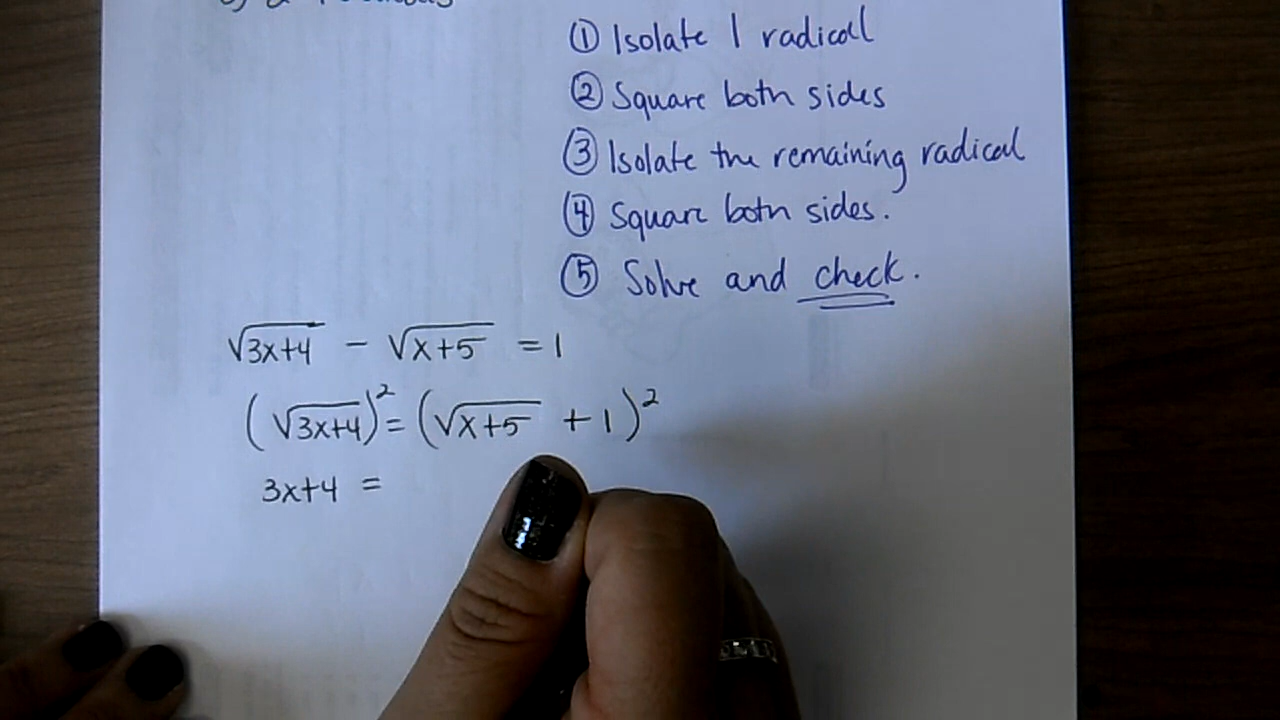 ① Isolate 1 radical
② Square both sides
③ Isolate the remaining radical
④ Square both sides.
⑤ Solve and check.
√3x+4 - √x+5 = 1
(√3x+4)² = (√x+5 + 1)²
3x+4 =